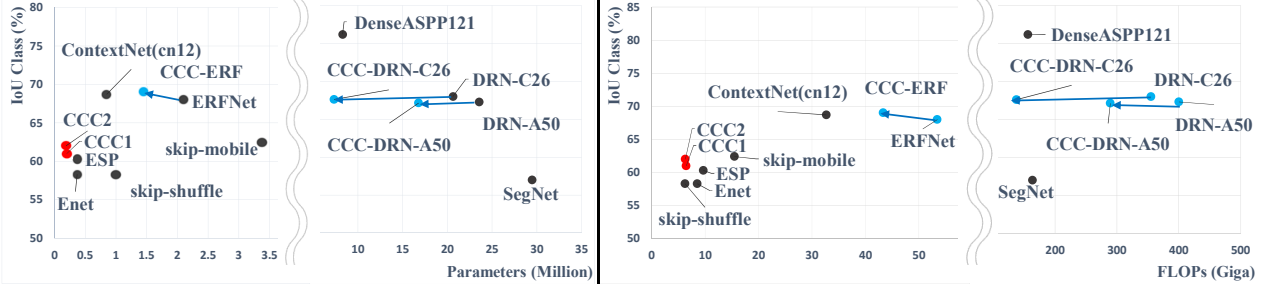 IoU Class (%)
80
75
70
65
60
55
50
0
0.5
1
1.5
2
2.5
3
3.5
ContextNet(cn12)
CCC-ERF
ERFNet
CCC2
CCC1
ESP
Enet
skip-mobile
skip-shuffle
DenseASPP121
CCC-DRN-C26
DRN-C26
CCC-DRN-A50
DRN-A50
SegNet
10
15
20
25
30
35
Parameters (Million)
IoU Class (%)
85
80
75
70
65
60
55
50
0
10
20
30
40
50
ContextNet(cn12)
CCC-ERF
ERFNet
CCC2
CCC1
skip-mobile
ESP
Enet
skip-shuffle
DenseASPP121
CCC-DRN-C26
DRN-C26
DRN-A50
CCC-DRN-A50
SegNet
200
300
400
500
FLOPs (Giga)